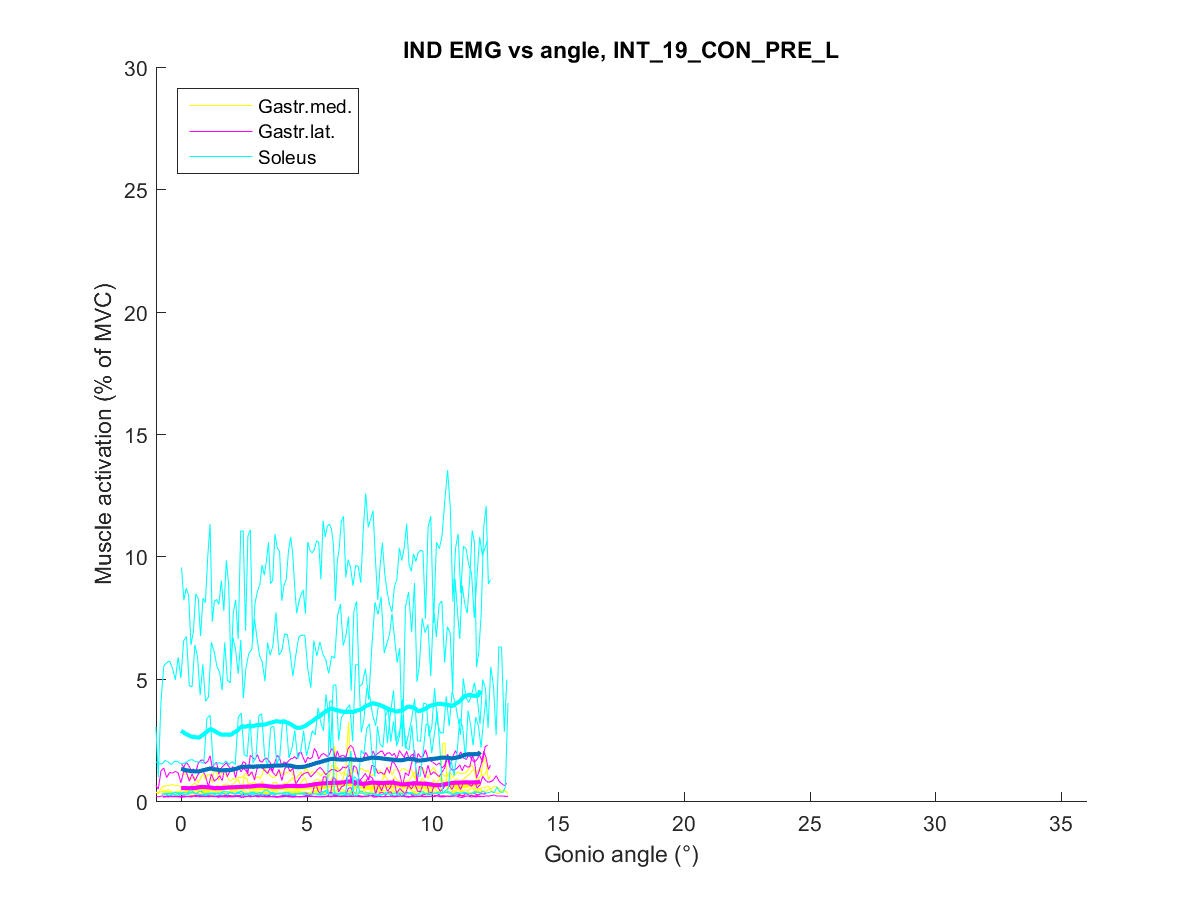 IND EMG vs angle, INT_19_CON_PRE_L
30
25
20
15
10
5
0
Muscle activation (% of MVC)
Gastr.med.
Gastr.lat.
Soleus
0 5 10 15 20 25 30 35
Gonio angle (°)